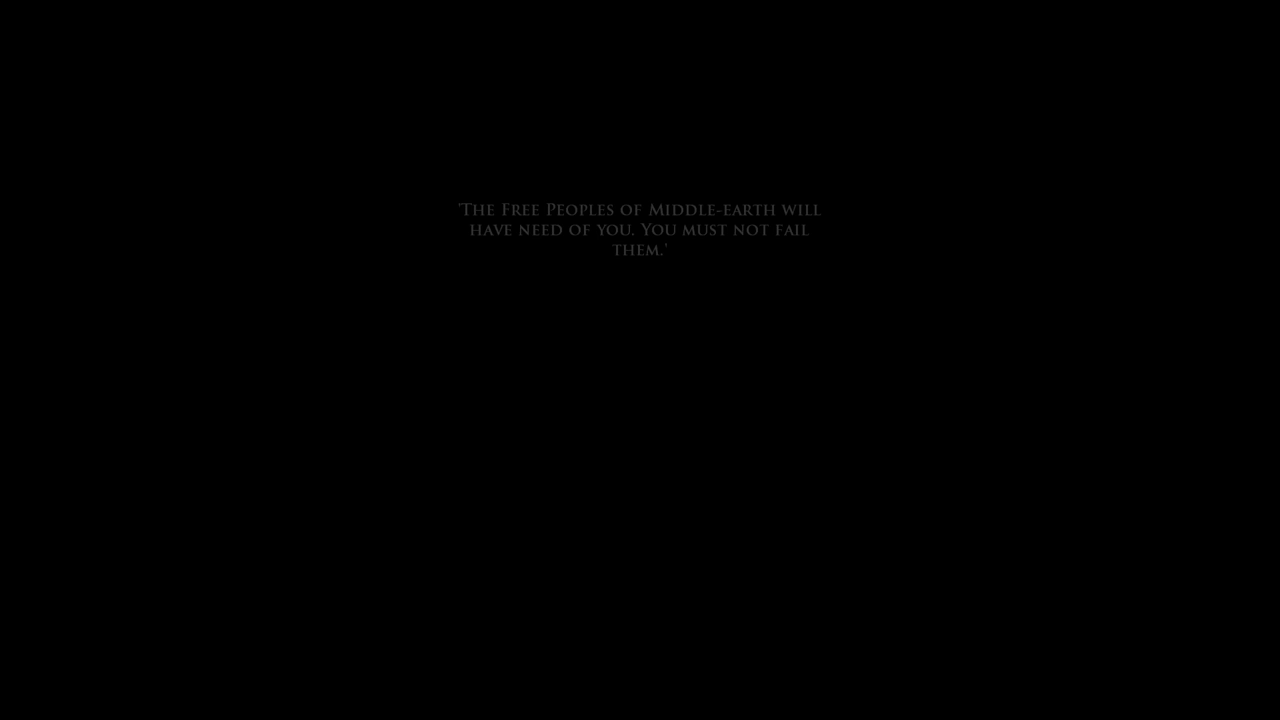 'The Free Peoples of Middle-earth will
have need of you. You must not fail
them.'